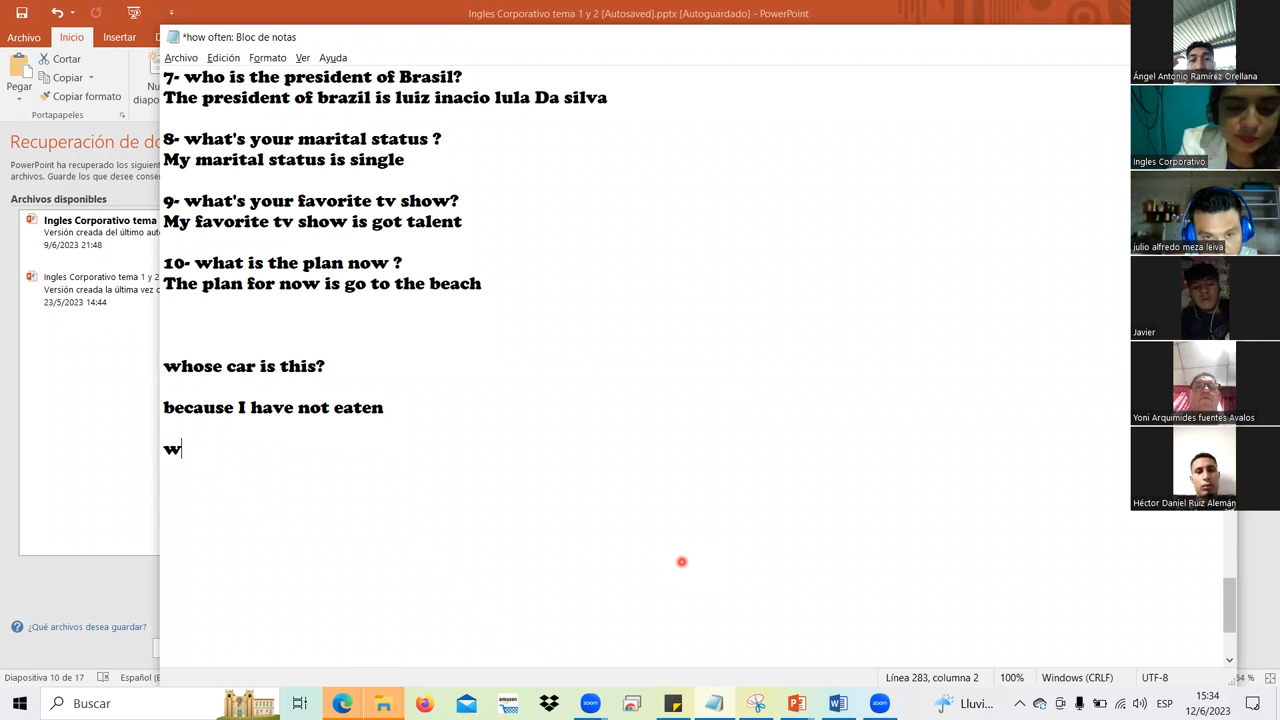 Ingles Corporativo tema 1 y 2 [Autosaved].pptx [Autoguardado] - PowerPoint
Archivo Inicio Insertar
*how often: Bloc de notas
Archivo Edición Formato Ver Ayuda
Cortar
Copiar
Copiar formato
Pegar
Portapapeles
Recuperación de
PowerPoint ha recuperado los siguien
archivos. Guarde los que desee conse
Archivos disponibles
Ingles Corporativo tema
Versión creada del último auto
9/6/2023 21:48
Ingles Corporativo tema 1 y 2
Versión creada la última vez
23/5/2023 14:44
¿Qué archivos desea guardar?
7- who is the president of Brasil?
The president of brazil is luiz inacio lula Da silva
8- what's your marital status ?
My marital status is single
9- what's your favorite tv show?
My favorite tv show is got talent
10- what is the plan now ?
The plan for now is go to the beach
whose car is this?
because I have not eaten
w
Ángel Antonio Ramírez Orellana
Ingles Corporativo
julio alfredo meza leiva
Javier
Yoni Arquimides fuentes Avalos
Héctor Daniel Ruiz Alemán
Diapositiva 10 de 17 Español (E
Línea 283, columna 2 100% Windows (CRLF) UTF-8 54 %
Buscar
amazon
zoom
zoom
Lluvi...
ESP
15:34
12/6/2023